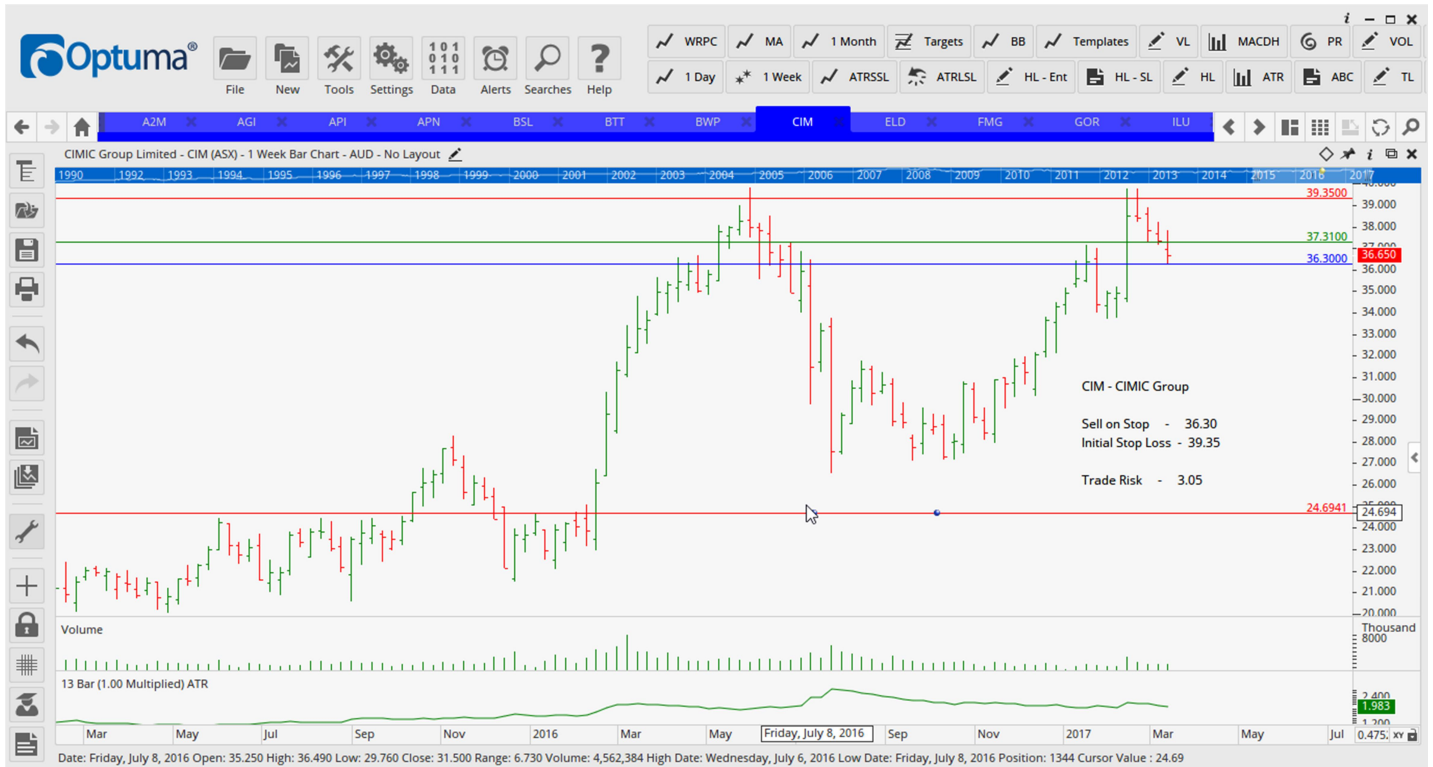 i
Optuma®
WRPC MA 1 Month Targets BB Templates VL MACDH PR VOL
1 Day 1 Week ATRSSL ATRLSL HL - Ent HL - SL HL ATR ABC TL
101
010
111
File New Tools Settings Data Alerts Searches Help
A2M AGI API APN BSL BTT BWP CIM ELD FMG GOR ILU
CIMIC Group Limited - CIM (ASX) - 1 Week Bar Chart - AUD - No Layout
i
1990 1992 1993 1994 1995 1996 1997 1998 1999 2000 2001 2002 2003 2004 2005 2006 2007 2008 2009 2010 2011 2012 2013 2014 2015 2016 2017
40.000
39.3500
39.000
38.000
37.3100
37.000
36.650
36.3000
36.000
35.000
34.000
33.000
32.000
31.000
30.000
29.000
28.000
27.000
26.000
25.000
24.6941
24.694
24.000
23.000
22.000
21.000
20.000
CIM - CIMIC Group
Sell on Stop - 36.30
Initial Stop Loss - 39.35
Trade Risk - 3.05
Volume
Thousand
8000
13 Bar (1.00 Multiplied) ATR
2.400
1.983
1.200
Mar May Jul Sep Nov 2016 Mar May Friday, July 8, 2016 Sep Nov 2017 Mar May Jul 0.475 XY
Date: Friday, July 8, 2016 Open: 35.250 High: 36.490 Low: 29.760 Close: 31.500 Range: 6.730 Volume: 4,562,384 High Date: Wednesday, July 6, 2016 Low Date: Friday, July 8, 2016 Position: 1344 Cursor Value : 24.69